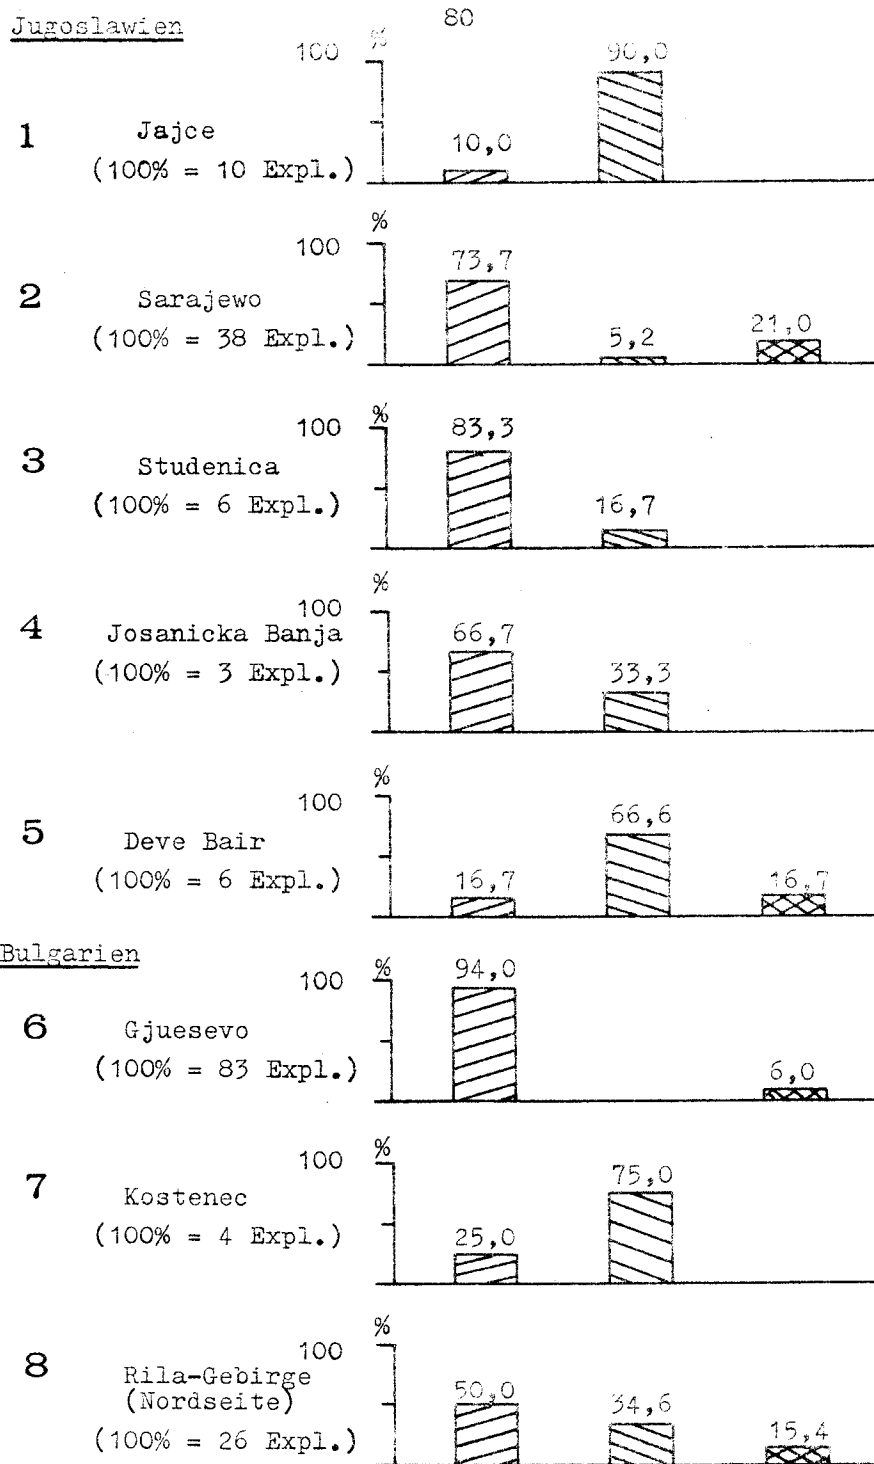 80
Jugoslawien
%
100
90,0
1
Jajce
10,0
(100% = 10 Expl.)
%
100
73,7
2
Sarajewo
21,0
(100% = 38 Expl.)
5,2
%
100
83,3
3
Studenica
(100% = 6 Expl.)
16,7
%
100
4
Josanicka Banja
66,7
(100% = 3 Expl.)
33,3
%
100
66,6
5
Deve Bair
(100% = 6 Expl.)
16,7
16,7
Bulgarien
%
100
94,0
6
Gjuesevo
(100% = 83 Expl.)
6,0
%
100
75,0
7
Kostenec
(100% = 4 Expl.)
25,0
%
100
8
Rila-Gebirge
(Nordseite)
50,0
34,6
(100% = 26 Expl.)
15,4